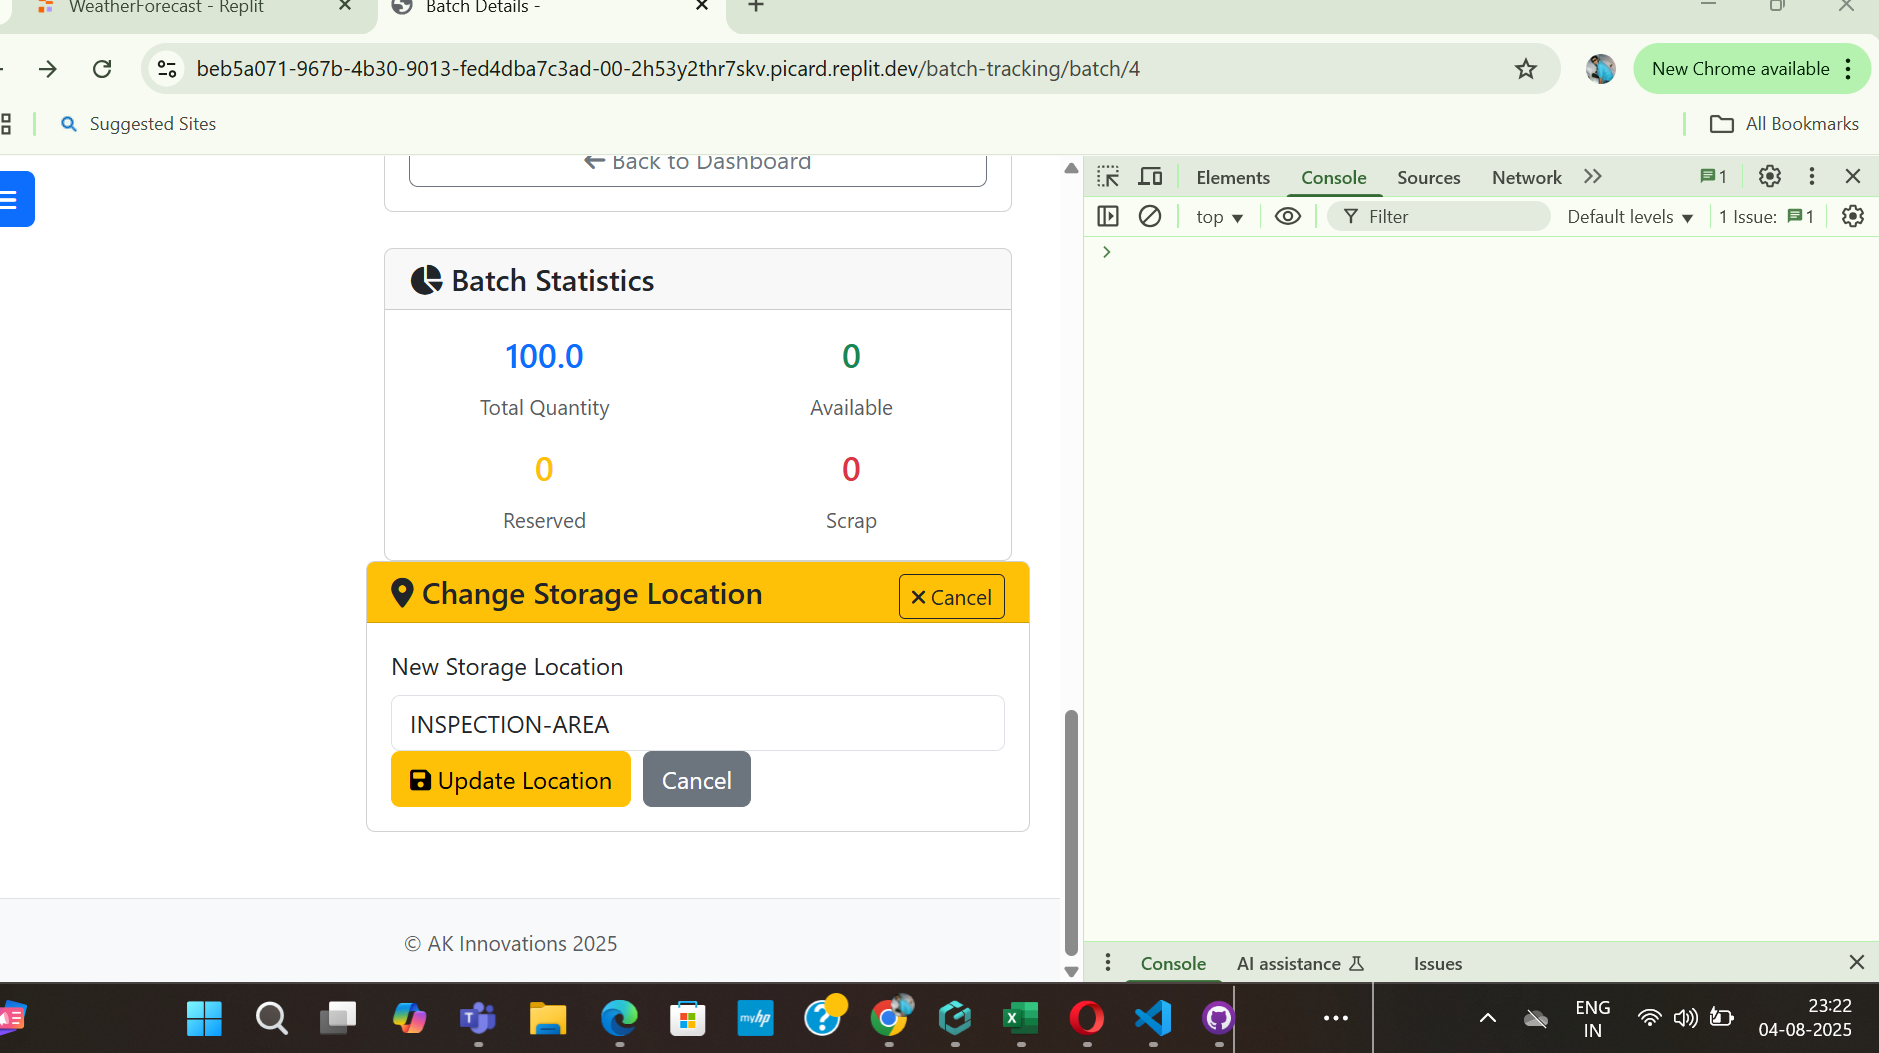 WeatherForecast - Replit
Batch Details -
beb5a071-967b-4b30-9013-fed4dba7c3ad-00-2h53y2thr7skv.picard.replit.dev/batch-tracking/batch/4
New Chrome available
Suggested Sites
All Bookmarks
Back to Dashboard
Batch Statistics
100.0
0
Total Quantity
Available
0
0
Reserved
Scrap
Change Storage Location
Cancel
New Storage Location
INSPECTION-AREA
Update Location
Cancel
© AK Innovations 2025
Elements
Console
Sources
Network
1
top
Filter
Default levels
1 Issue:
1
Console
AI assistance
Issues
myhp
ENG
IN
23:22
04-08-2025